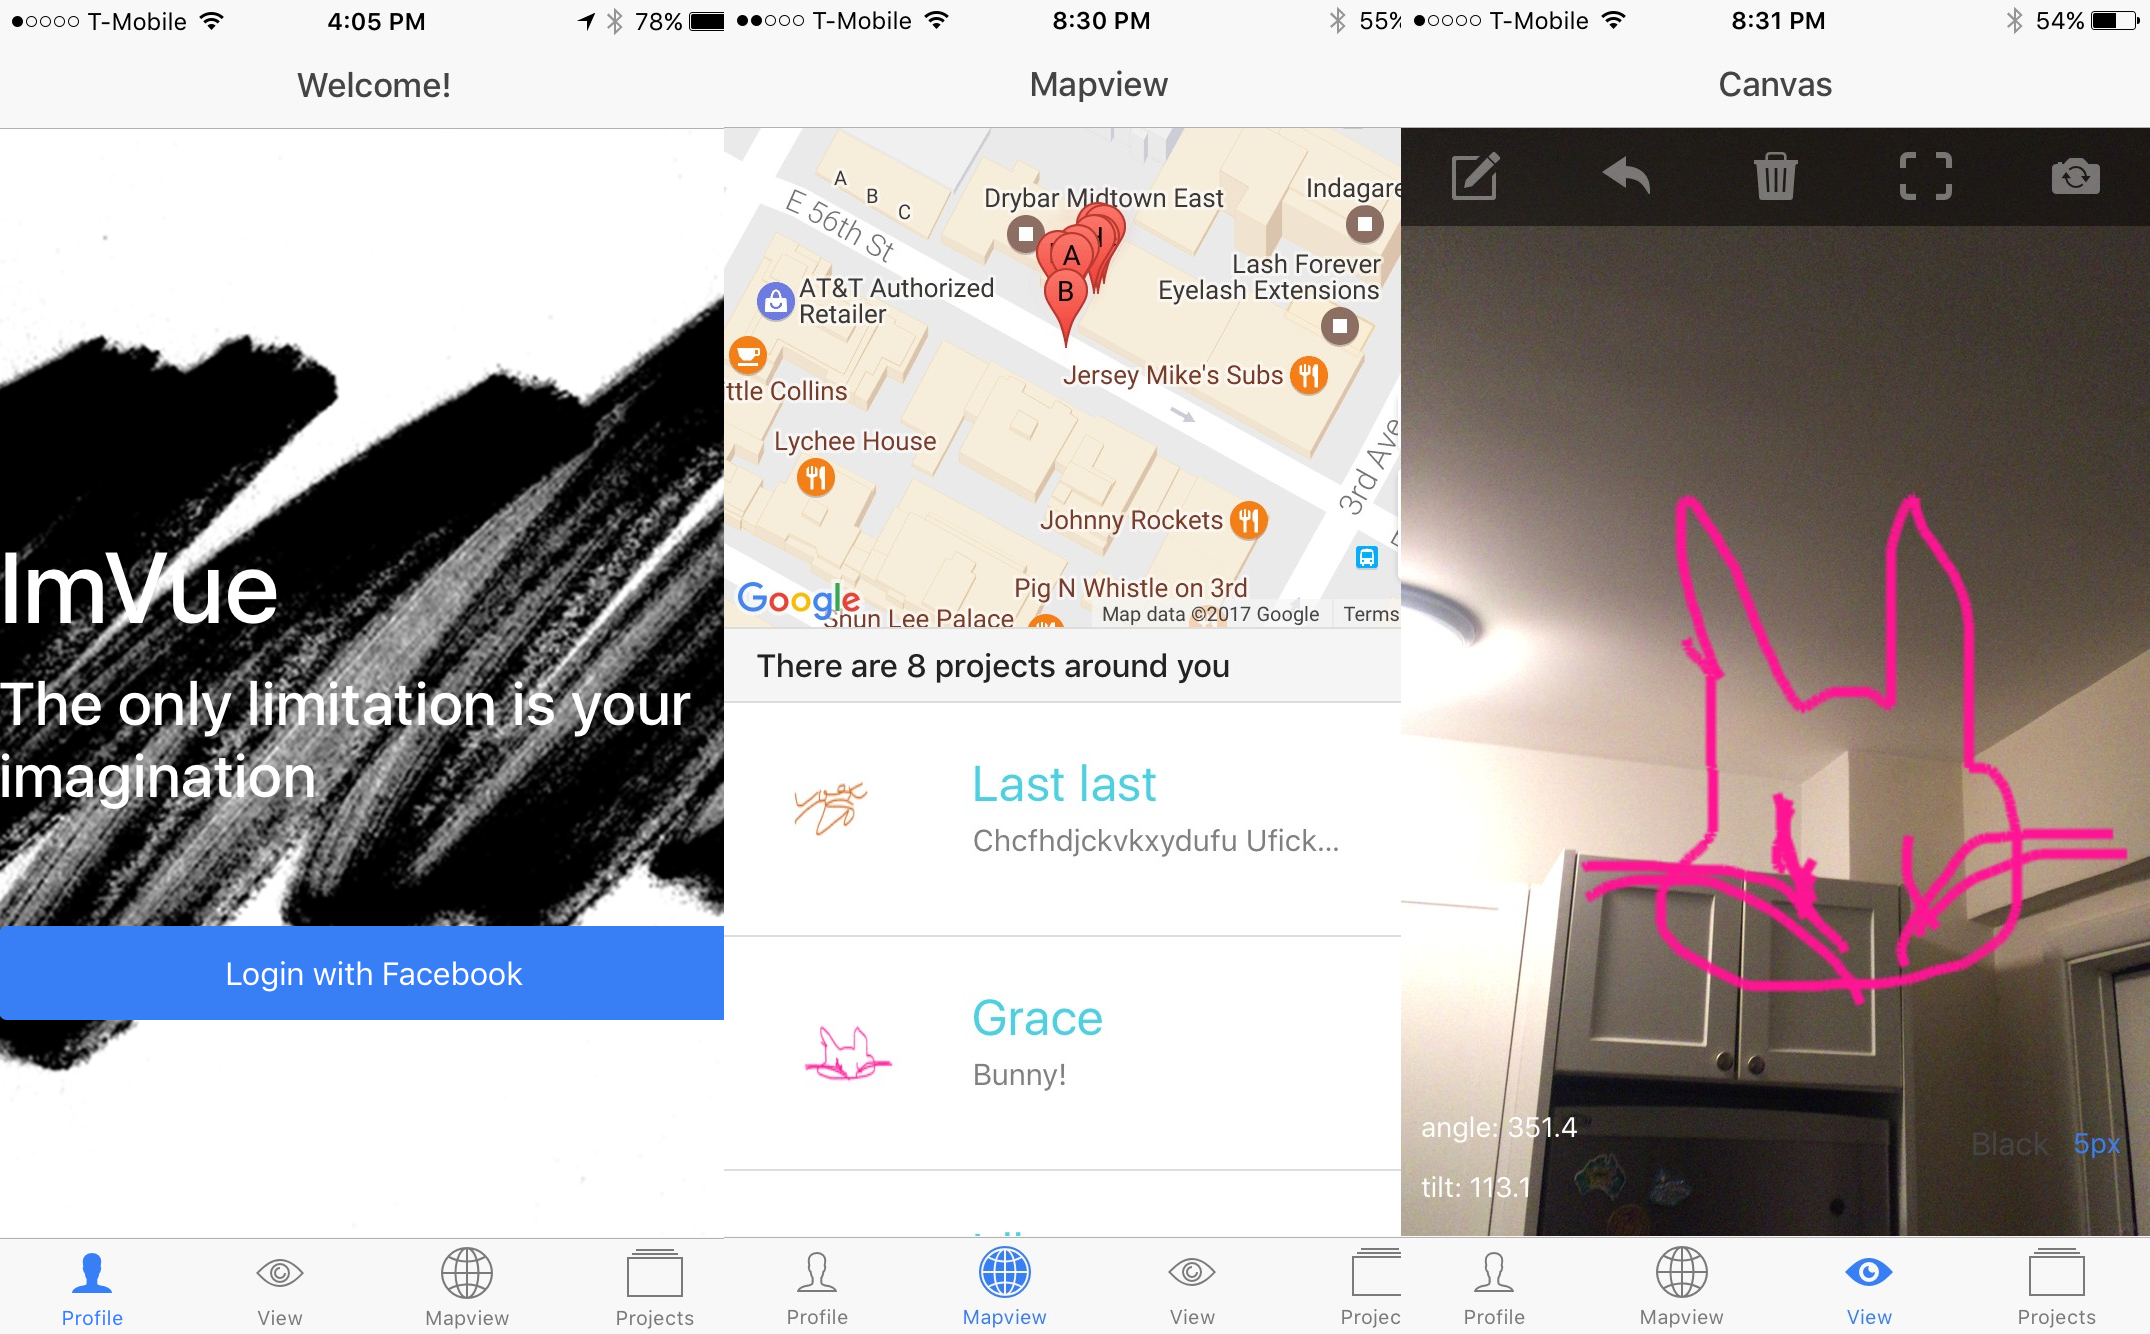 T-Mobile 4:05 PM 78%
Welcome!
ImVue
The only limitation is your
imagination
Login with Facebook
Profile View Mapview Projects
T-Mobile 8:30 PM 55%
Mapview
A
B
C
E 56th St
Drybar Midtown East
Indagare
A
B
AT&T Authorized
Retailer
Lash Forever
Eyelash Extensions
Jersey Mike's Subs
ttle Collins
Lychee House
3rd Ave
Johnny Rockets
Pig N Whistle on 3rd
Google
Shun Lee Palace
Map data ©2017 Google Terms
There are 8 projects around you
Last last
Chcfhdjckvkxydufu Ufick...
Grace
Bunny!
Profile Mapview View Projec
T-Mobile 8:31 PM 54%
Canvas
angle: 351.4
Black 5px
tilt: 113.1
Profile Mapview View Projects